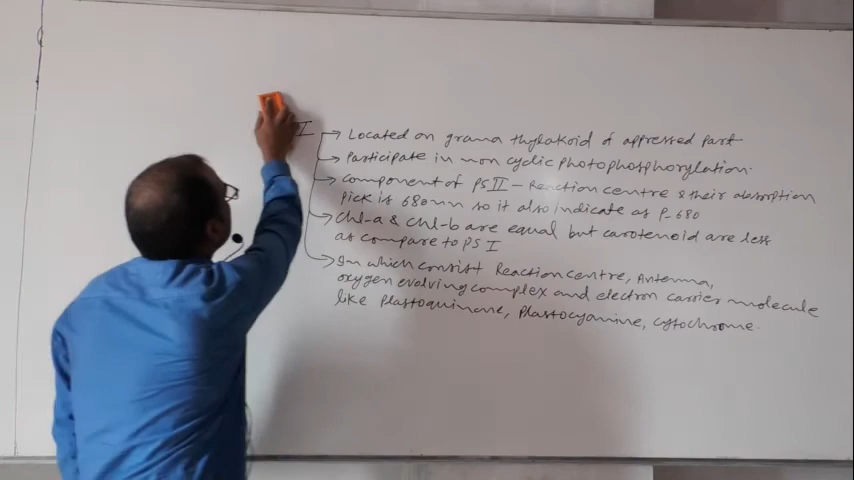 I → Located on grana thylakoid of appressed part
→ Participate in non cyclic photophosphorylation.
→ Component of PS II - Reaction centre & their absorption
pick is 680 nm so it also indicate as P-680
→ Chl-a & Chl-b are equal but carotenoid are less
as compare to PS I
→ In which consist Reaction centre, Antenna,
oxygen evolving complex and electron carrier molecule
like Plastoquinone, Plastocyanine, cytochrome.